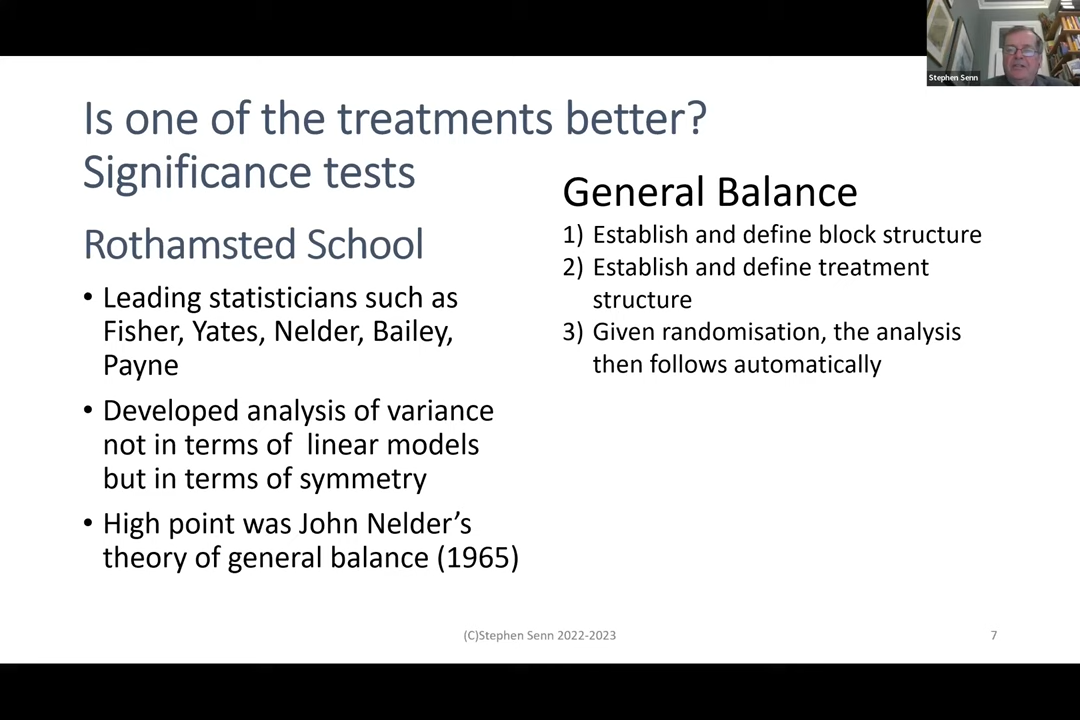 Stephen Senn
Is one of the treatments better?
Significance tests
Rothamsted School
• Leading statisticians such as
Fisher, Yates, Nelder, Bailey,
Payne
• Developed analysis of variance
not in terms of linear models
but in terms of symmetry
• High point was John Nelder’s
theory of general balance (1965)
General Balance
1) Establish and define block structure
2) Establish and define treatment
structure
3) Given randomisation, the analysis
then follows automatically
(C)Stephen Senn 2022-2023
7